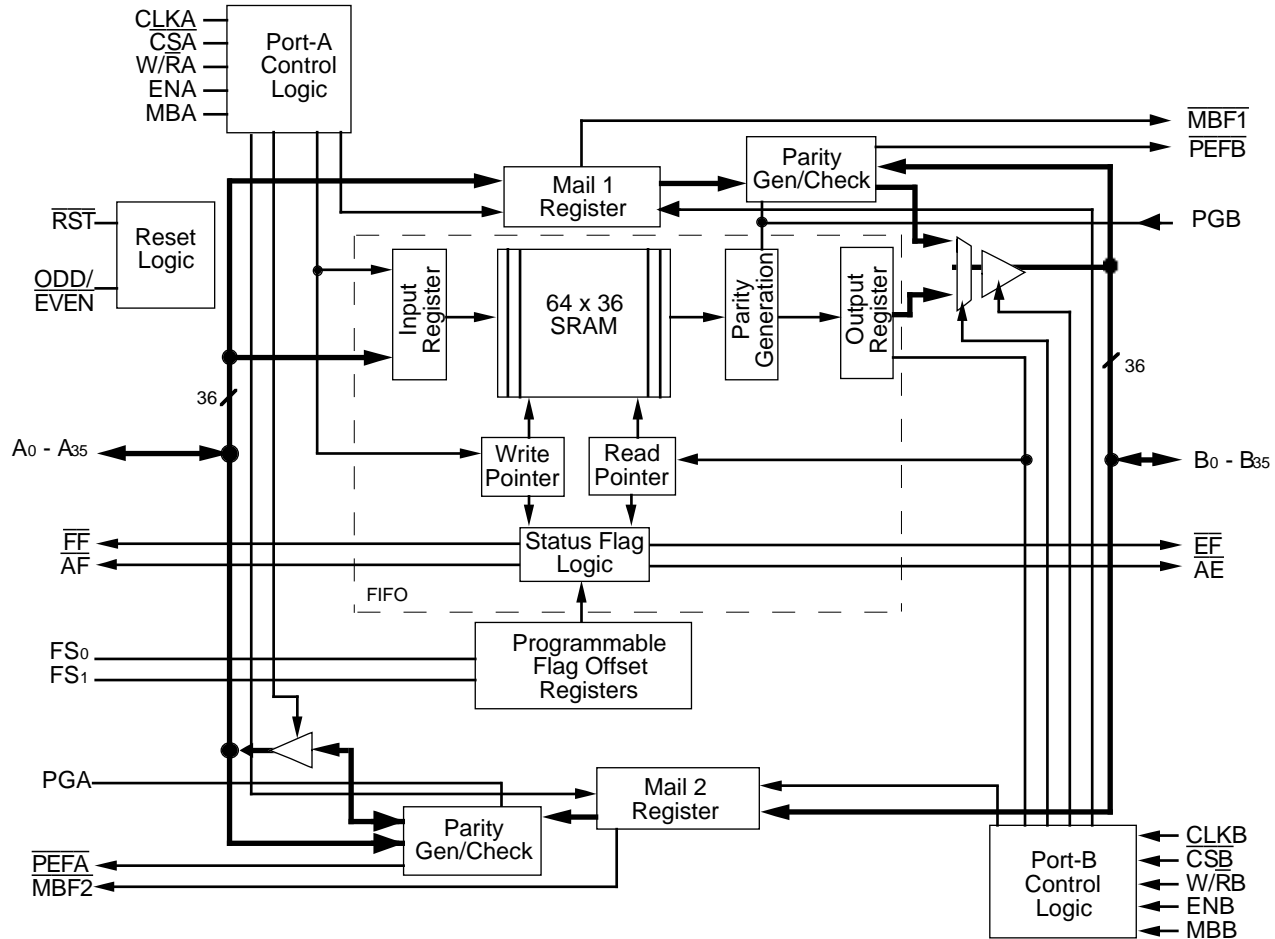 CLKA
CSA
W/RA
ENA
MBA
Port-A
Control
Logic
MBF1
PEFB
Parity
Gen/Check
Mail 1
Register
PGB
RST
ODD/
EVEN
Reset
Logic
Input
Register
64 x 36
SRAM
Parity
Generation
Output
Register
36
36
A0 - A35
B0 - B35
Write
Pointer
Read
Pointer
FF
AF
Status Flag
Logic
EF
AE
FIFO
FS0
FS1
Programmable
Flag Offset
Registers
PGA
Mail 2
Register
Parity
Gen/Check
PEFA
MBF2
Port-B
Control
Logic
CLKB
CSB
W/RB
ENB
MBB